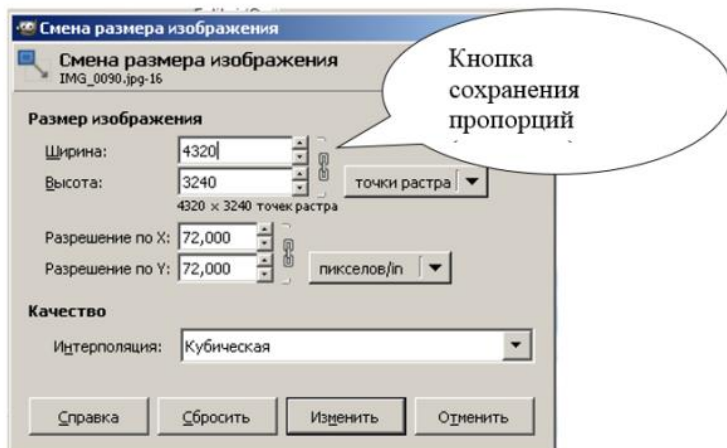 Смена размера изображения
Смена размера изображения
IMG_0090.jpg-16
Кнопка
сохранения
пропорций
Размер изображения
Ширина: 4320
Высота: 3240 точки растра
4320 × 3240 точек растра
Разрешение по X: 72,000
Разрешение по Y: 72,000 пикселов/in
Качество
Интерполяция: Кубическая
Справка Сбросить Изменить Отменить